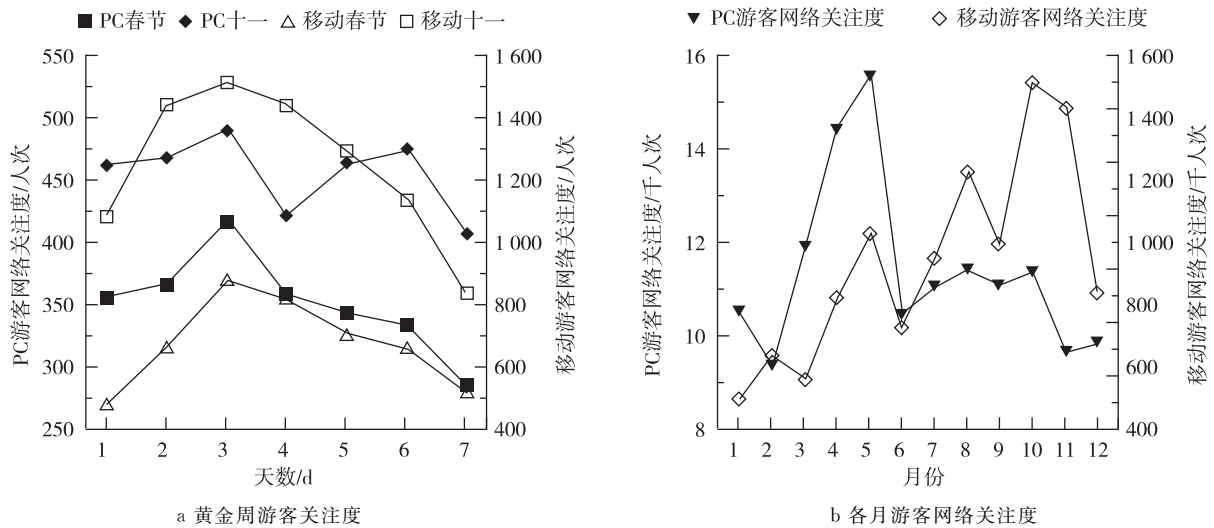 PC春节 PC十一 移动春节 移动十一
550
500
450
400
350
300
250
PC游客网络关注度/人次
1 600
1 400
1 200
1 000
800
600
400
移动游客网络关注度/人次
1 2 3 4 5 6 7
天数/d
a 黄金周游客关注度
PC游客网络关注度 移动游客网络关注度
16
14
12
10
8
PC游客网络关注度/千人次
1 600
1 400
1 200
1 000
800
600
400
移动游客网络关注度/千人次
1 2 3 4 5 6 7 8 9 10 11 12
月份
b 各月游客网络关注度